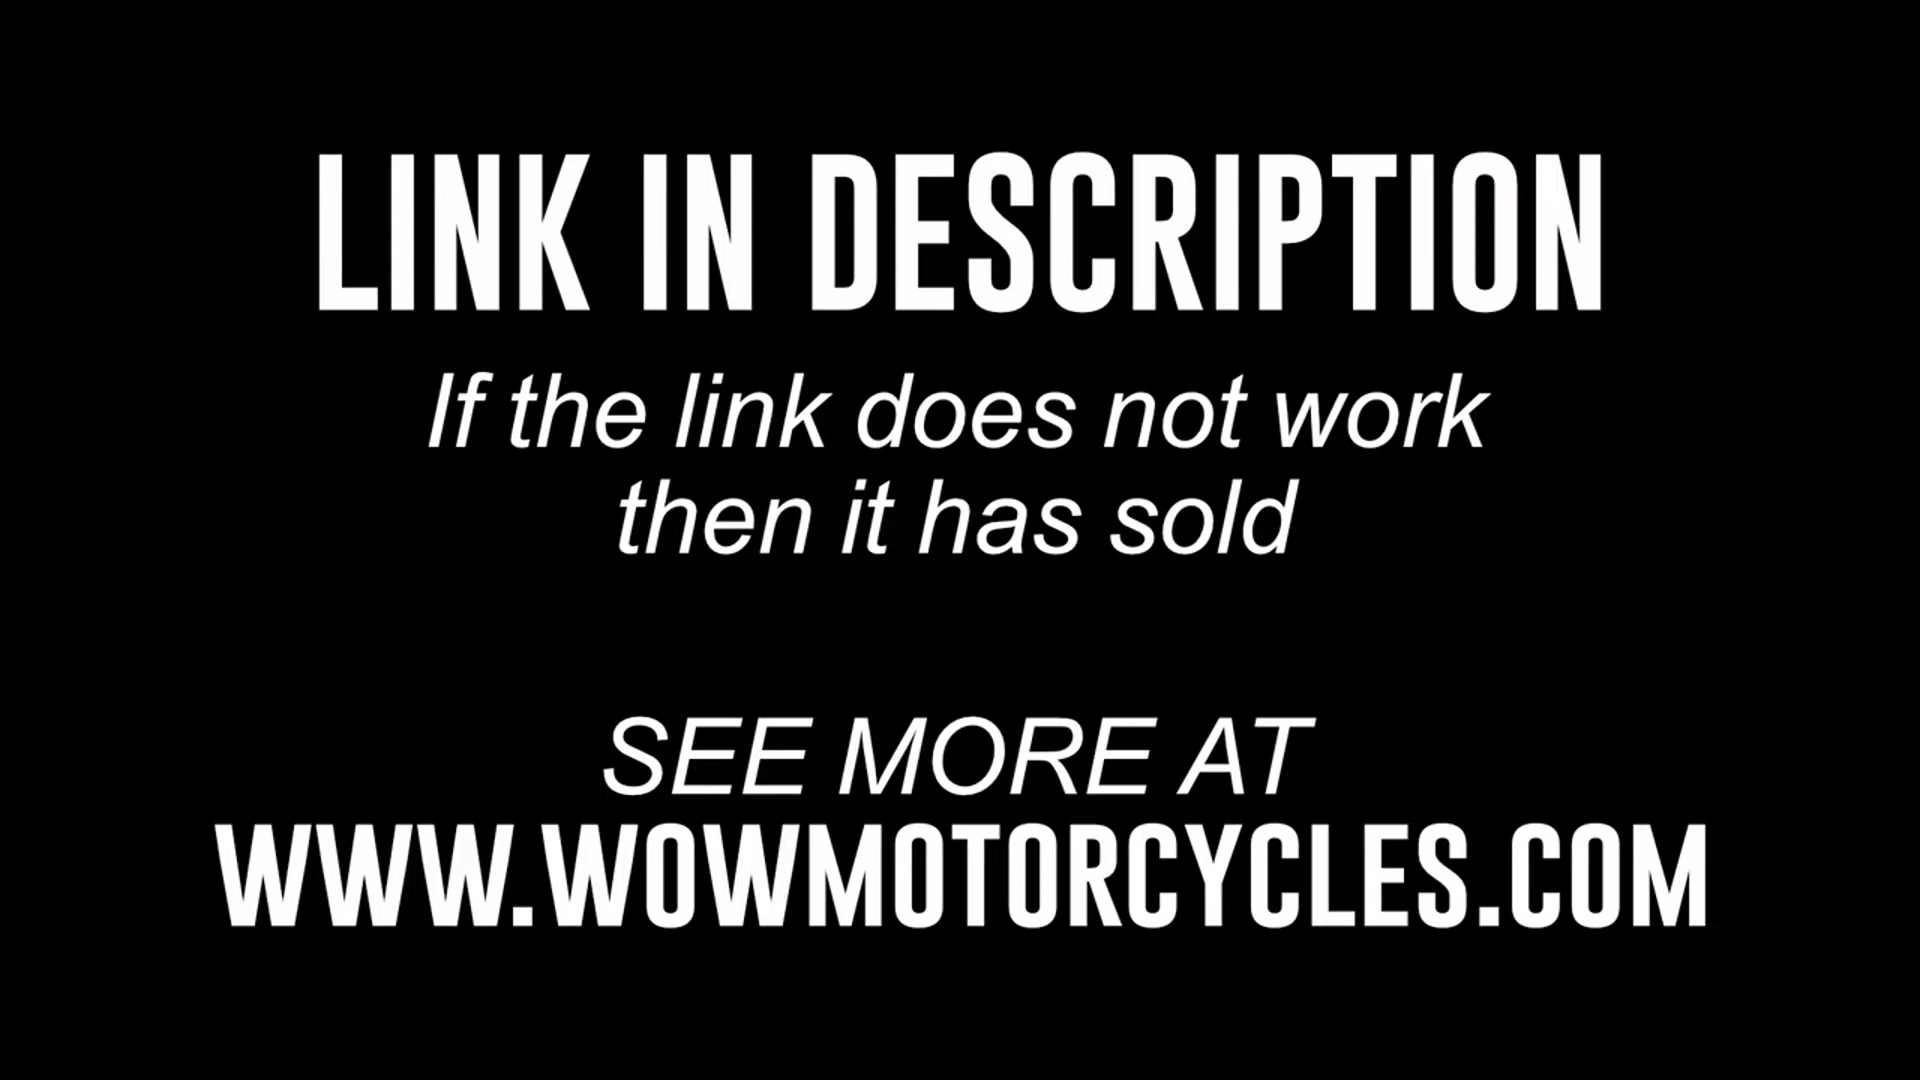 LINK IN DESCRIPTION
If the link does not work
then it has sold
SEE MORE AT
WWW.WOWMOTORCYCLES.COM